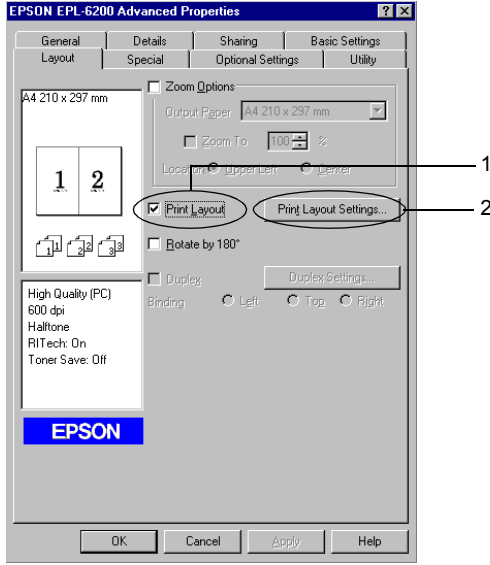 EPSON EPL-6200 Advanced Properties
General Details Sharing Basic Settings
Layout Special Optional Settings Utility
A4 210 x 297 mm
1 2
1 2 3
High Quality (PC)
600 dpi
Halftone
RITech: On
Toner Save: Off
EPSON
Zoom Options
Output Paper A4 210 x 297 mm
Zoom To 100 %
Location Upper Left Center
Print Layout Print Layout Settings...
Rotate by 180°
Duplex Duplex Settings...
Binding Left Top Right
1
2
OK Cancel Apply Help